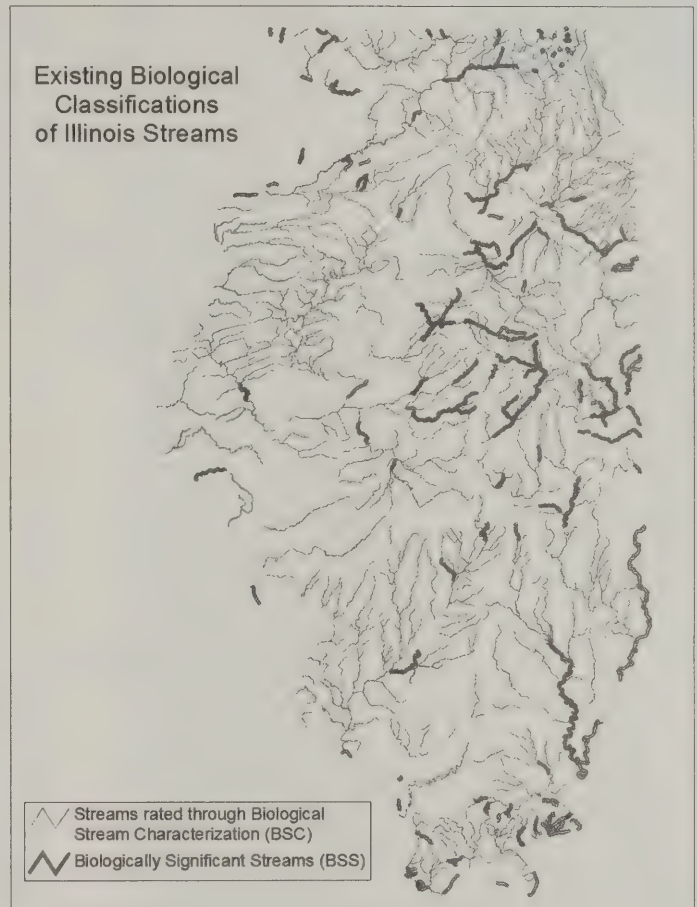 Existing Biological
Classifications
of Illinois Streams
Streams rated through Biological
Stream Characterization (BSC)
Biologically Significant Streams (BSS)